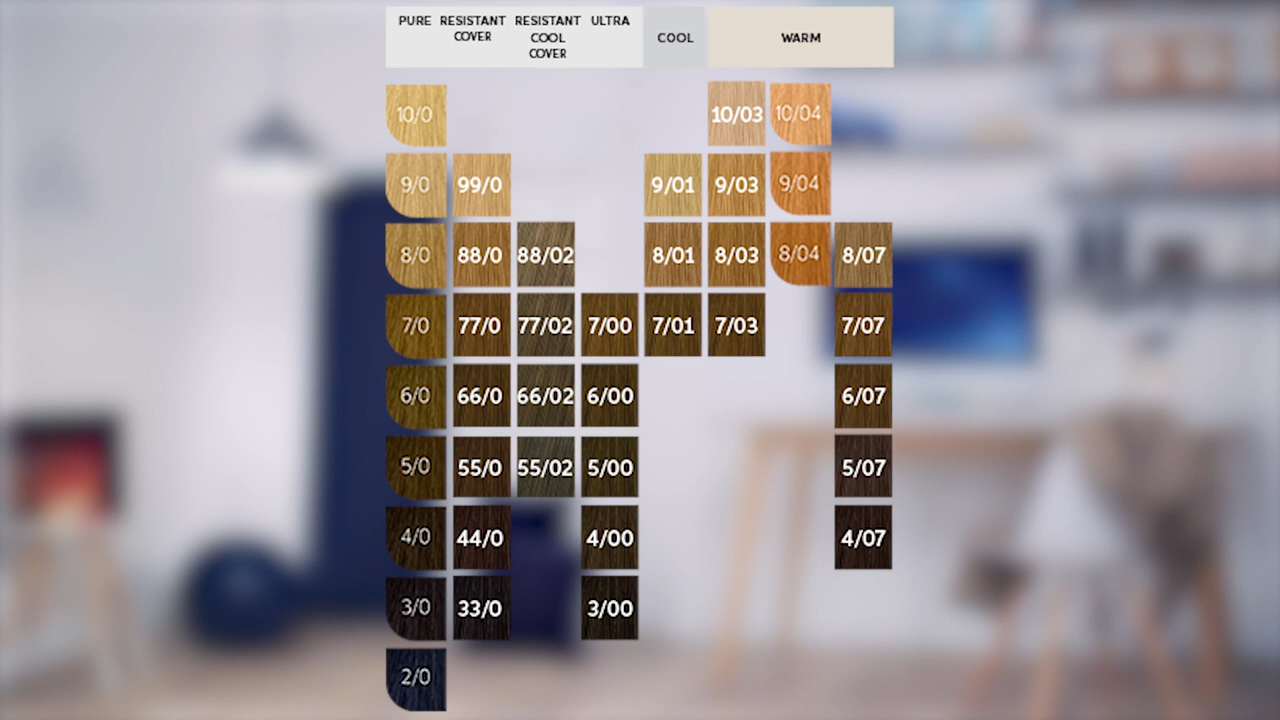 PURE RESISTANT COVER RESISTANT COOL COVER ULTRA COOL WARM
10/0 10/03 10/04
9/0 99/0 9/01 9/03 9/04
8/0 88/0 88/02 8/01 8/03 8/04 8/07
7/0 77/0 77/02 7/00 7/01 7/03 7/07
6/0 66/0 66/02 6/00 6/07
5/0 55/0 55/02 5/00 5/07
4/0 44/0 4/00 4/07
3/0 33/0 3/00
2/0